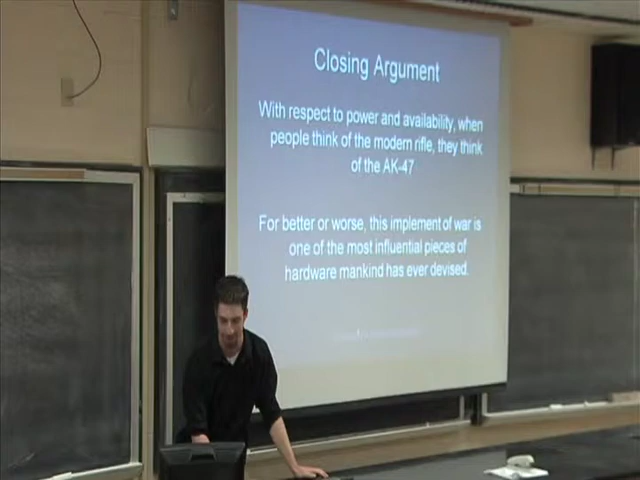 Closing Argument
With respect to power and availability, when
people think of the modern rifle, they think
of the AK-47
For better or worse, this implement of war is
one of the most influential pieces of
hardware mankind has ever devised.